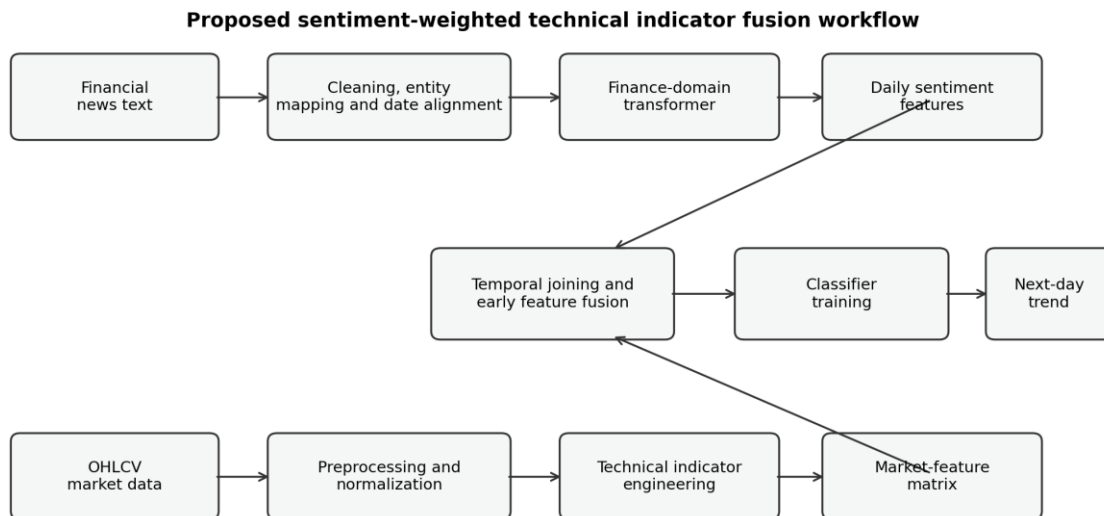 Proposed sentiment-weighted technical indicator fusion workflow
Financial
news text
Cleaning, entity
mapping and date alignment
Finance-domain
transformer
Daily sentiment
features
Temporal joining and
early feature fusion
Classifier
training
Next-day
trend
OHLCV
market data
Preprocessing and
normalization
Technical indicator
engineering
Market-feature
matrix